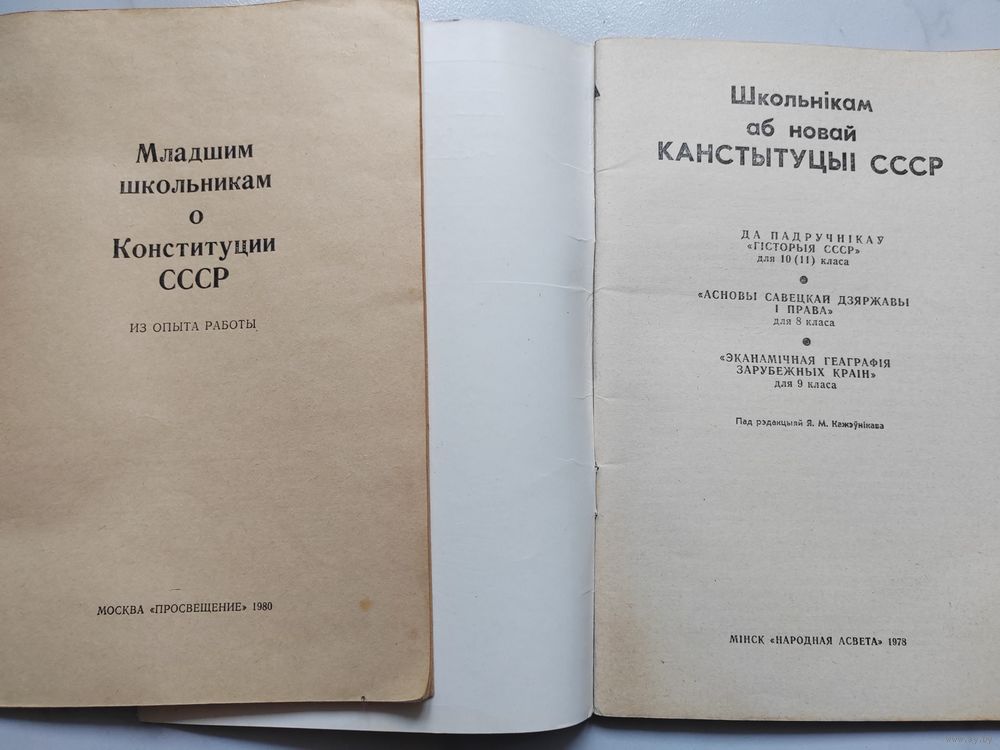 Младшим
школьникам
о
Конституции
СССР
ИЗ ОПЫТА РАБОТЫ
МОСКВА «ПРОСВЕЩЕНИЕ» 1980
Школьнікам
аб новай
КАНСТЫТУЦЫІ СССР
ДА ПАДРУЧНІКАЎ
«ГІСТОРЫЯ СССР»
для 10 (11) класа
«АСНОВЫ САВЕЦКАЙ ДЗЯРЖАВЫ
І ПРАВА»
для 8 класа
«ЭКАНАМІЧНАЯ ГЕАГРАФІЯ
ЗАРУБЕЖНЫХ КРАІН»
для 9 класа
Пад рэдакцыяй Я. М. Кажэўнікава
МІНСК «НАРОДНАЯ АСВЕТА» 1978